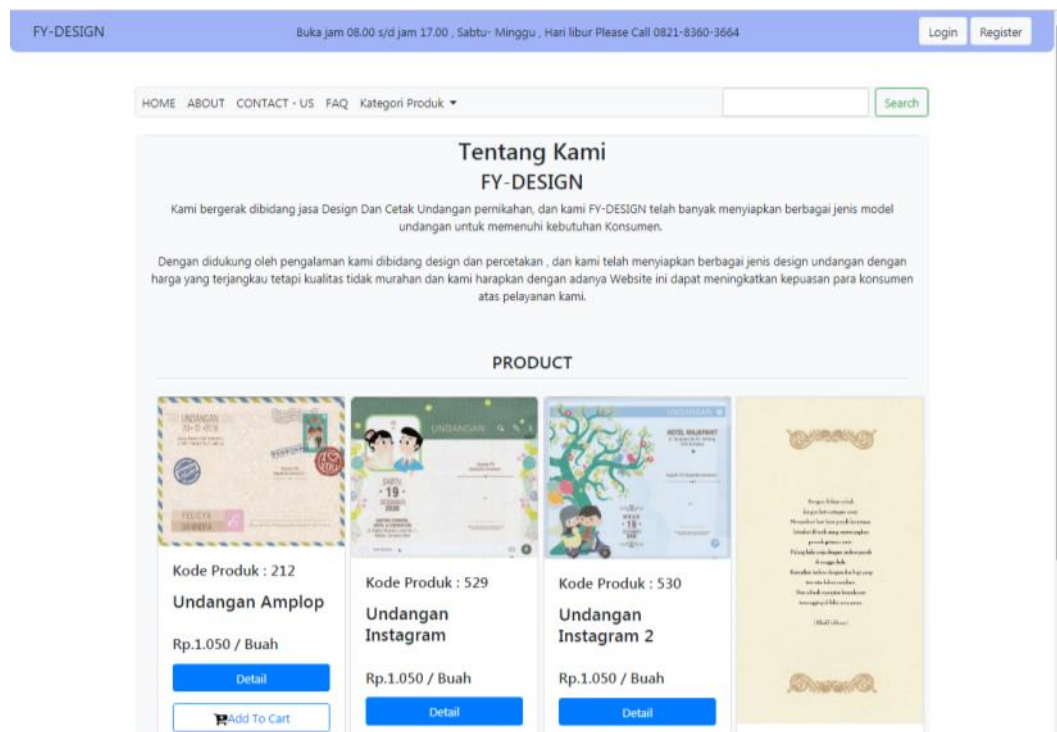 FY-DESIGN
Buka jam 08.00 s/d jam 17.00 , Sabtu- Minggu , Hari libur Please Call 0821-8360-3664
Login
Register
HOME ABOUT CONTACT - US FAQ Kategori Produk
Search
Tentang Kami
FY-DESIGN
Kami bergerak dibidang jasa Design Dan Cetak Undangan pernikahan, dan kami FY-DESIGN telah banyak menyiapkan berbagai jenis model
undangan untuk memenuhi kebutuhan Konsumen.
Dengan didukung oleh pengalaman kami dibidang design dan percetakan , dan kami telah menyiapkan berbagai jenis design undangan dengan
harga yang terjangkau tetapi kualitas tidak murahan dan kami harapkan dengan adanya Website ini dapat meningkatkan kepuasan para konsumen
atas pelayanan kami.
PRODUCT
UNDANGAN
Kode Produk : 212
Undangan Amplop
Rp.1.050 / Buah
Detail
Add To Cart
UNDANGAN
SABTU
19
Kode Produk : 529
Undangan
Instagram
Rp.1.050 / Buah
Detail
UNDANGAN
HOTEL MAJAPAHIT
19
Kode Produk : 530
Undangan
Instagram 2
Rp.1.050 / Buah
Detail